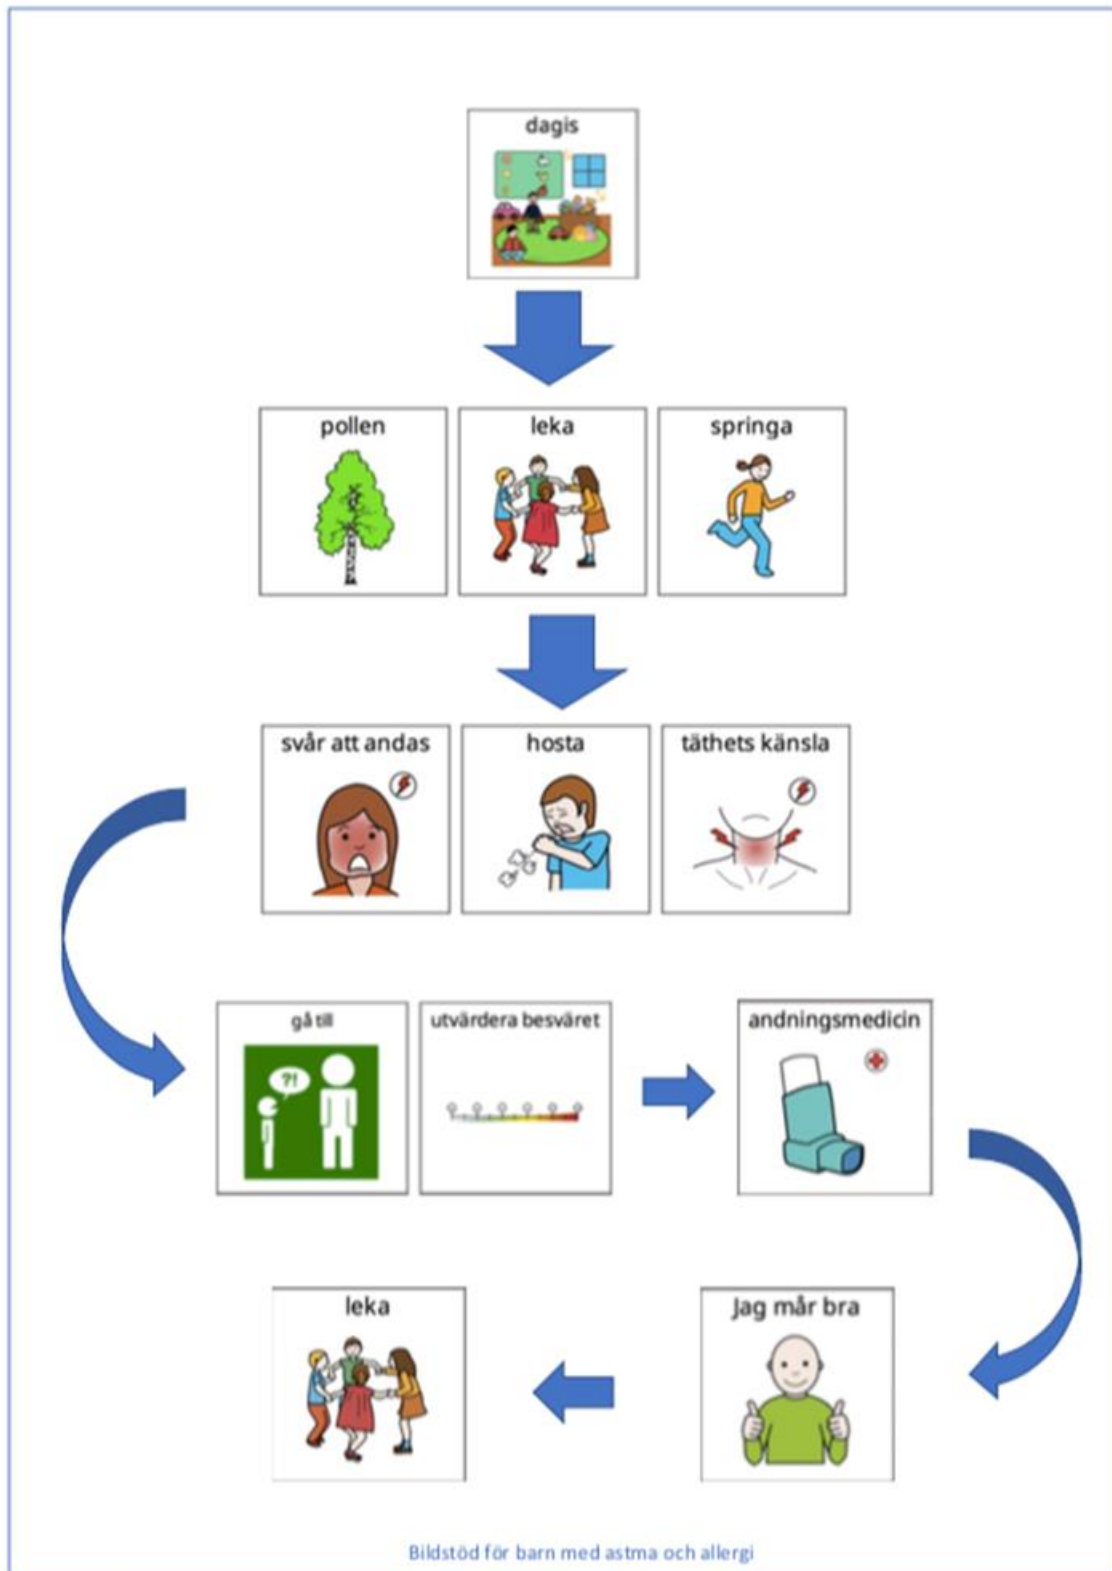 dagis
pollen
leka
springa
svår att andas
hosta
täthets känsla
gå till
utvärdera besväret
andningsmedicin
?!
leka
Jag mår bra
Bildstöd för barn med astma och allergi